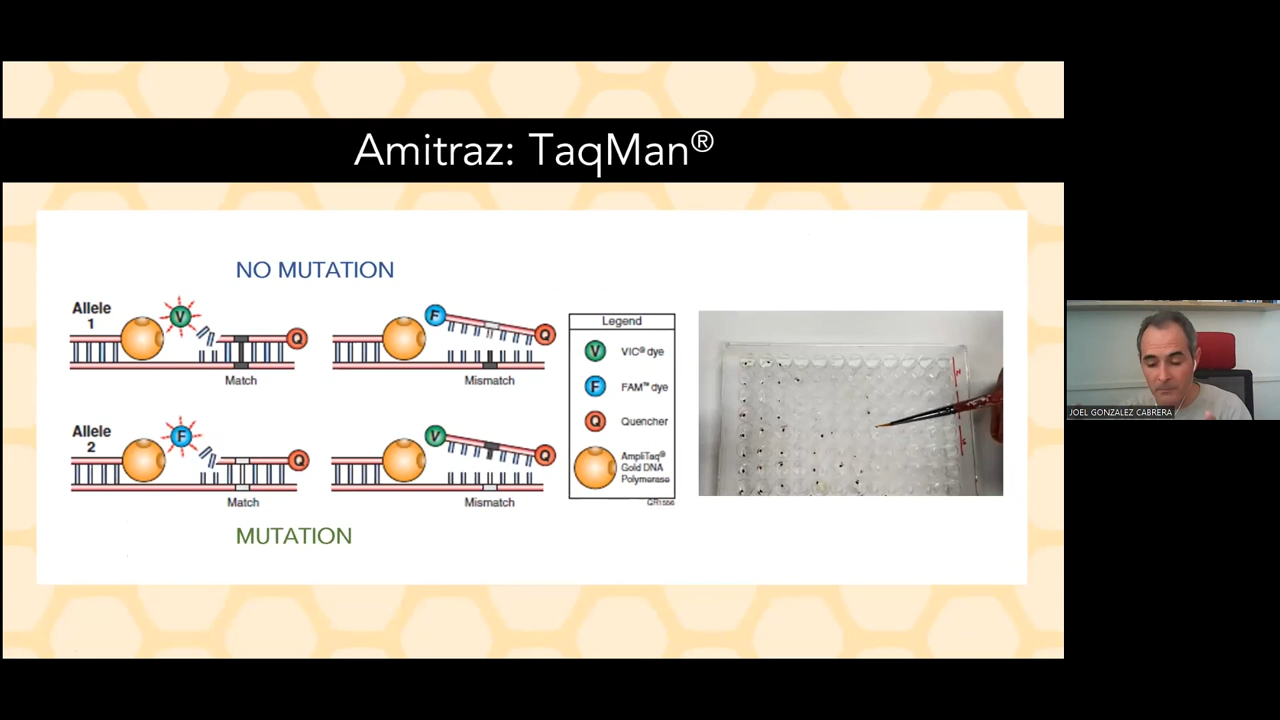 Amitraz: TaqMan®
NO MUTATION
Allele
1
V
Q
Match
F
Q
Mismatch
Allele
2
F
Q
Match
V
Q
Mismatch
MUTATION
Legend
V VIC® dye
F FAM™ dye
Q Quencher
AmpliTaq®
Gold DNA
Polymerase
GR1556
JOEL GONZALEZ CABRERA